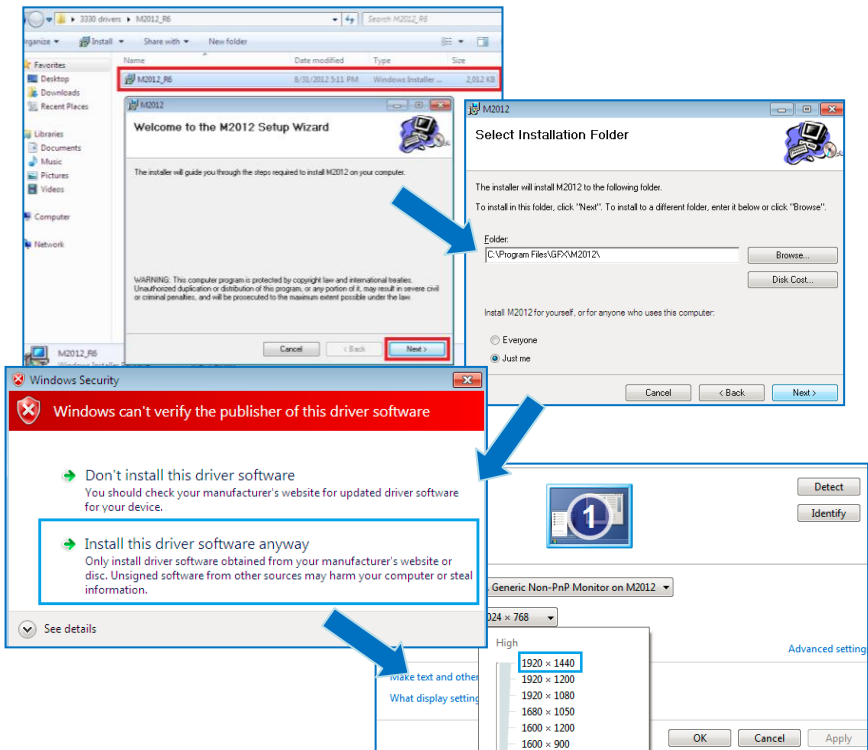 3330 drivers ▸ M2012_R6
Search M2012_R6
rganize
Install
Share with
New folder
Name
Date modified
Type
Size
Favorites
Desktop
Downloads
Recent Places
Libraries
Documents
Music
Pictures
Videos
Computer
Network
M2012_R6
8/31/2012 5:11 PM
Windows Installer ...
2,012 KB
M2012
Welcome to the M2012 Setup Wizard
The installer will guide you through the steps required to install M2012 on your computer.
WARNING: This computer program is protected by copyright law and international treaties.
Unauthorized duplication or distribution of this program, or any portion of it, may result in severe civil
or criminal penalties, and will be prosecuted to the maximum extent possible under the law.
Cancel
< Back
Next >
M2012_R6
M2012
Select Installation Folder
The installer will install M2012 to the following folder.
To install in this folder, click "Next". To install to a different folder, enter it below or click "Browse".
Folder:
C:\Program Files\GFX\M2012\
Browse...
Disk Cost...
Install M2012 for yourself, or for anyone who uses this computer:
Everyone
Just me
Cancel
< Back
Next >
Windows Security
Windows can't verify the publisher of this driver software
Don't install this driver software
You should check your manufacturer's website for updated driver software
for your device.
Install this driver software anyway
Only install driver software obtained from your manufacturer's website or
disc. Unsigned software from other sources may harm your computer or steal
information.
See details
1
Detect
Identify
Generic Non-PnP Monitor on M2012
024 × 768
High
1920 × 1440
1920 × 1200
1920 × 1080
1680 × 1050
1600 × 1200
1600 × 900
Advanced setting
Make text and other
What display setting
OK
Cancel
Apply